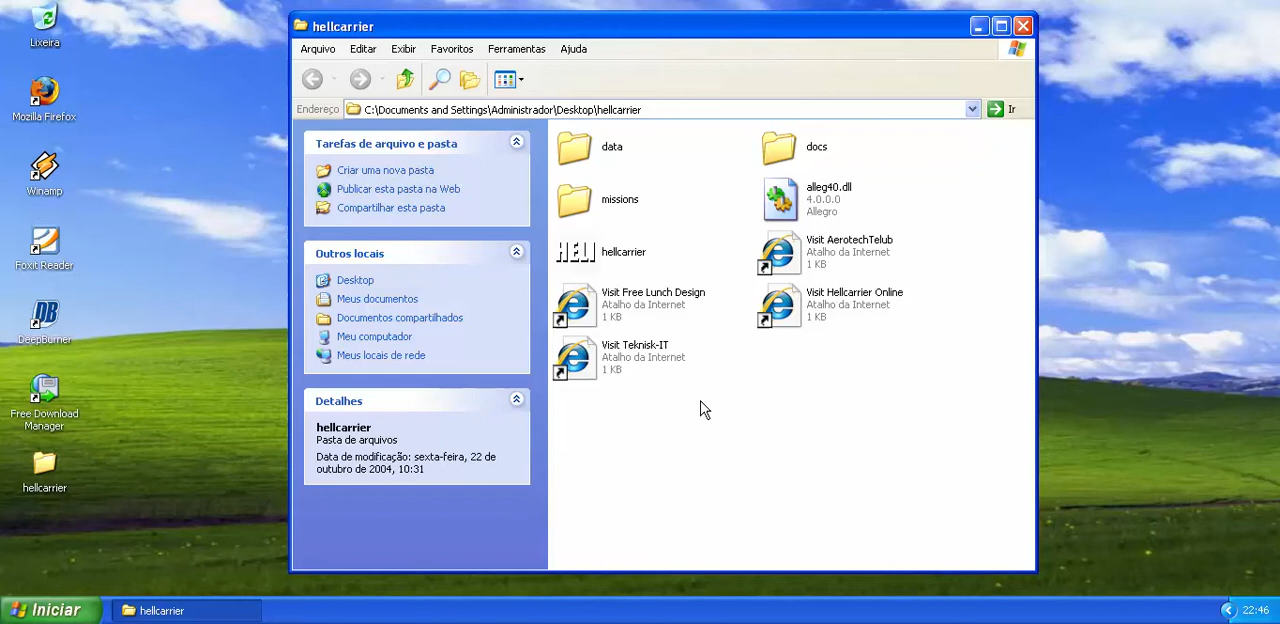 Lixeira
Mozilla Firefox
Winamp
Foxit Reader
DB
DeepBurner
Free Download
Manager
hellcarrier
hellcarrier
Arquivo Editar Exibir Favoritos Ferramentas Ajuda
Endereço C:\Documents and Settings\Administrador\Desktop\hellcarrier Ir
Tarefas de arquivo e pasta
Criar uma nova pasta
Publicar esta pasta na Web
Compartilhar esta pasta
Outros locais
Desktop
Meus documentos
Documentos compartilhados
Meu computador
Meus locais de rede
Detalhes
hellcarrier
Pasta de arquivos
Data de modificação: sexta-feira, 22 de
outubro de 2004, 10:31
data
docs
missions
alleg40.dll
4.0.0.0
Allegro
HELL
hellcarrier
Visit AerotechTelub
Atalho da Internet
1 KB
Visit Free Lunch Design
Atalho da Internet
1 KB
Visit Hellcarrier Online
Atalho da Internet
1 KB
Visit Teknisk-IT
Atalho da Internet
1 KB
Iniciar
hellcarrier
22:46